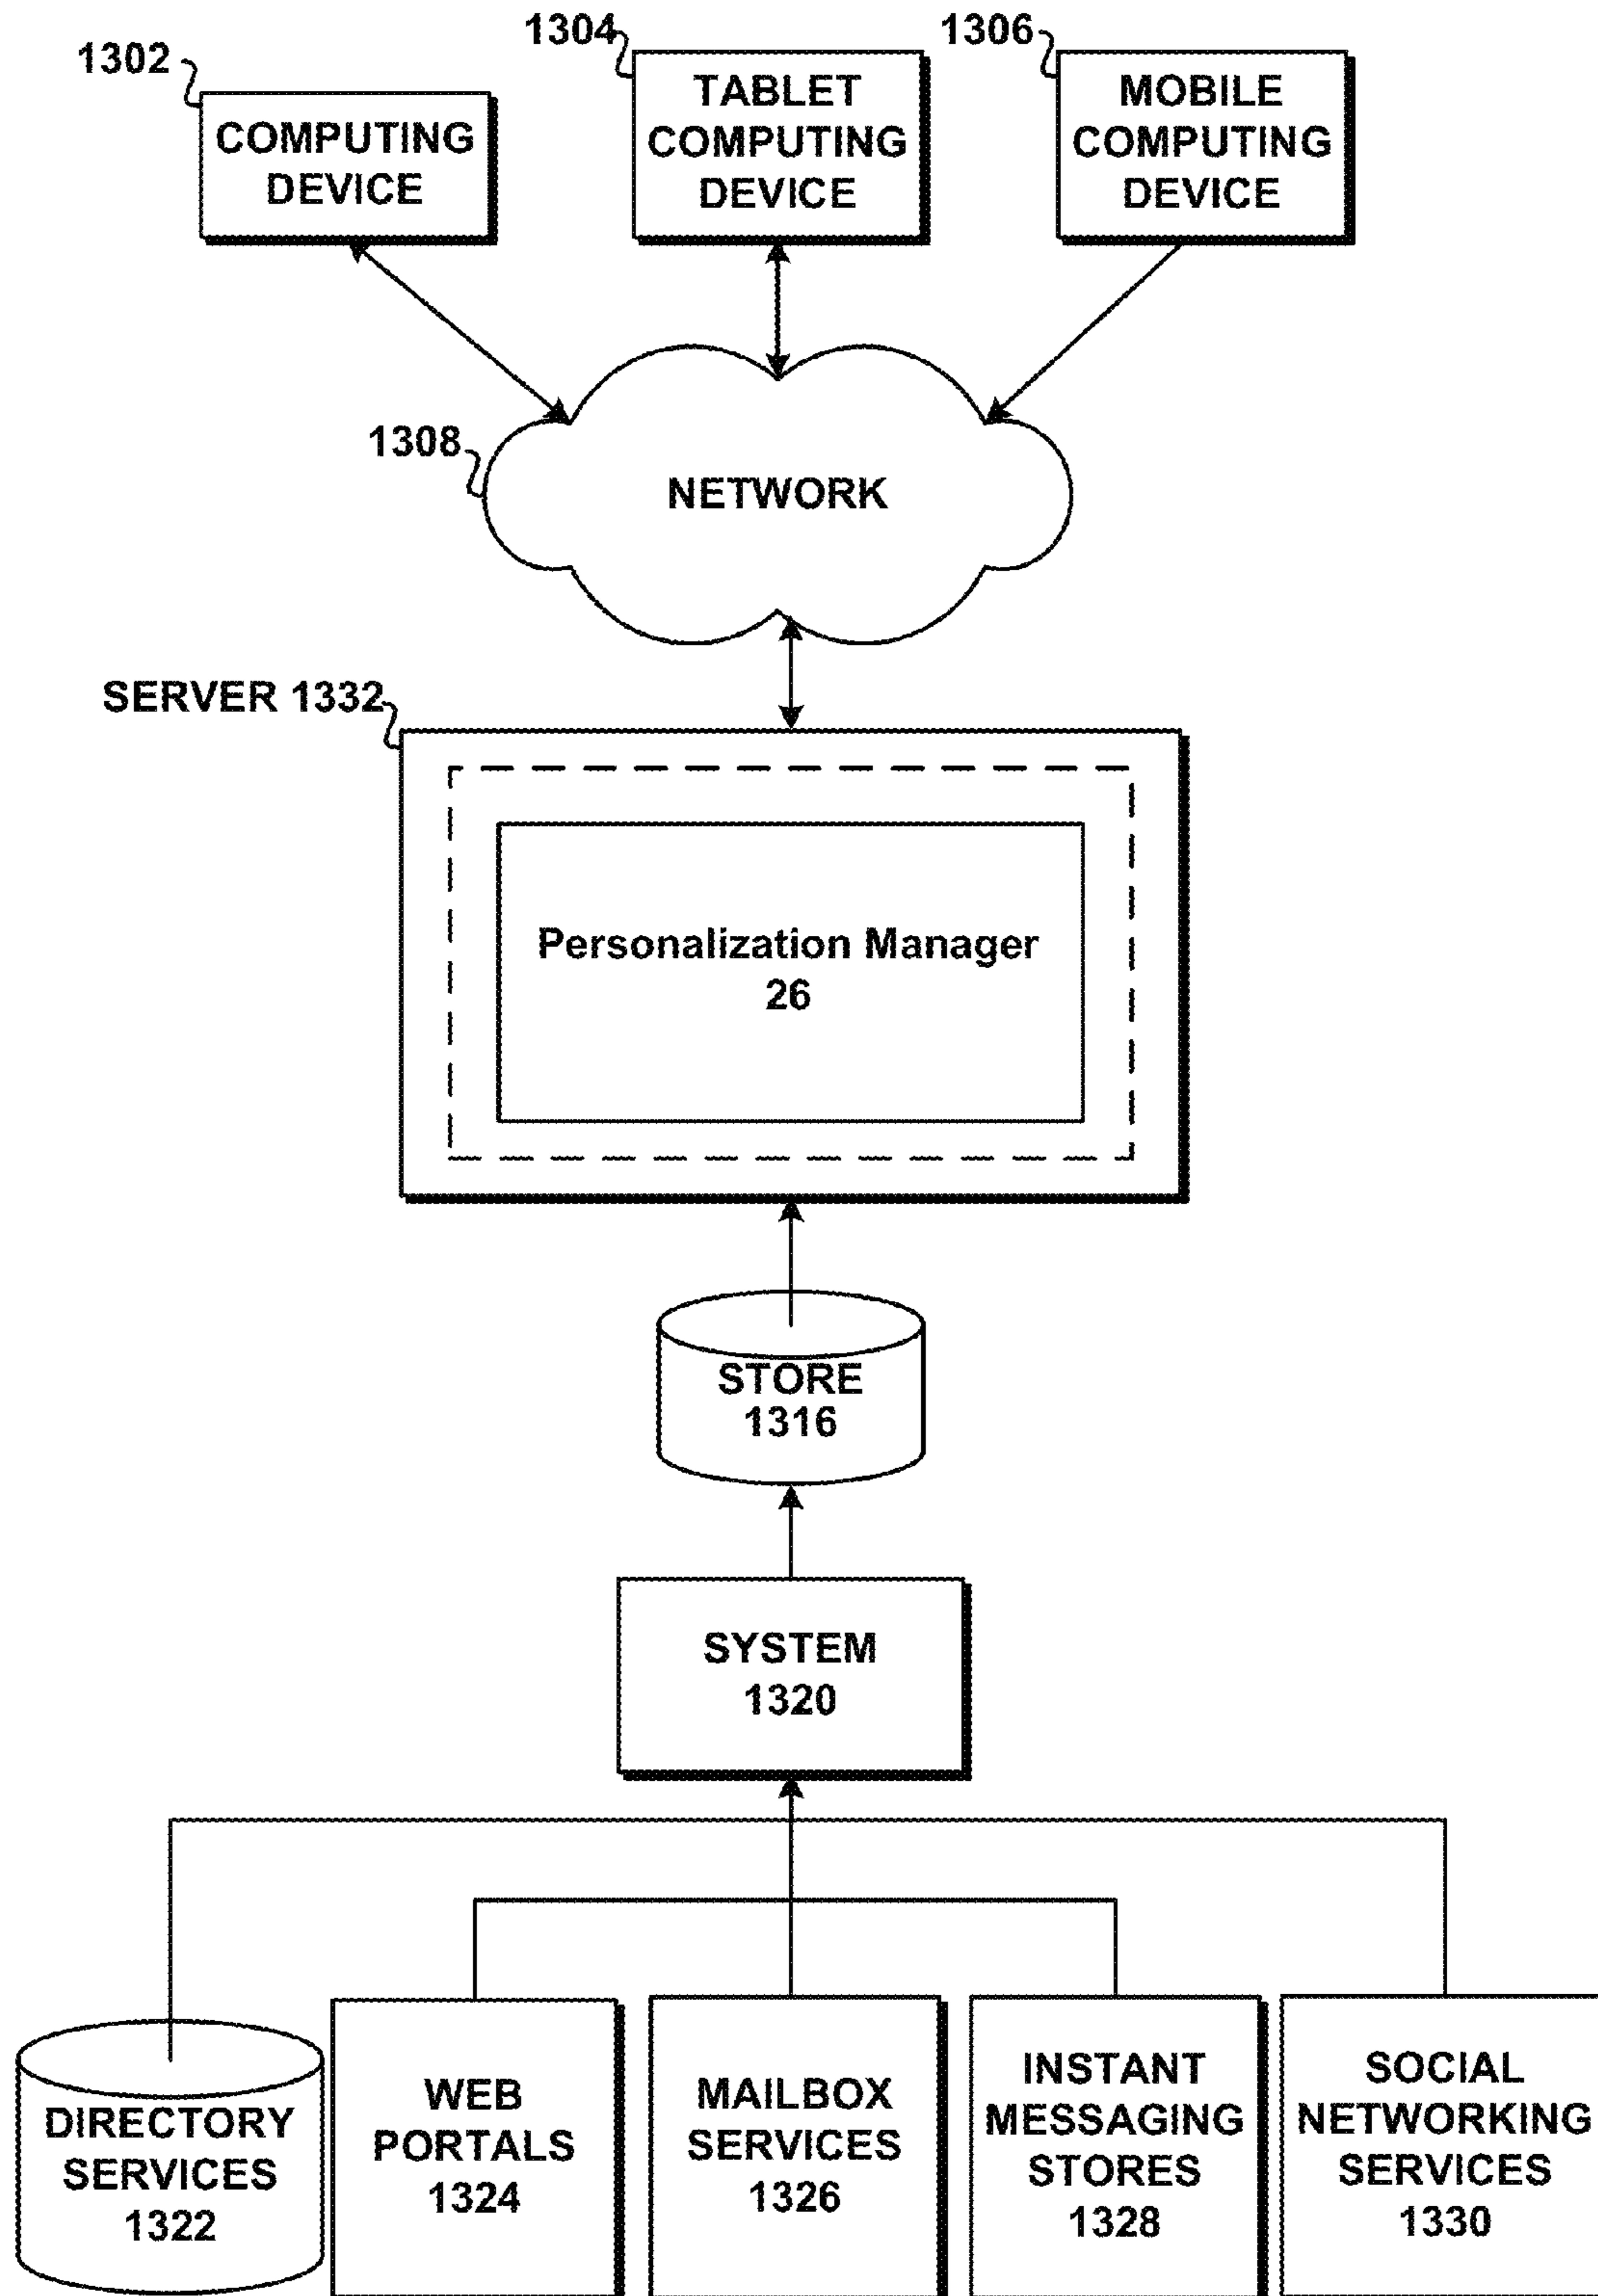 1302
COMPUTING
DEVICE
1304
TABLET
COMPUTING
DEVICE
1306
MOBILE
COMPUTING
DEVICE
1308
NETWORK
SERVER 1332
Personalization Manager
26
STORE
1316
SYSTEM
1320
DIRECTORY
SERVICES
1322
WEB
PORTALS
1324
MAILBOX
SERVICES
1326
INSTANT
MESSAGING
STORES
1328
SOCIAL
NETWORKING
SERVICES
1330